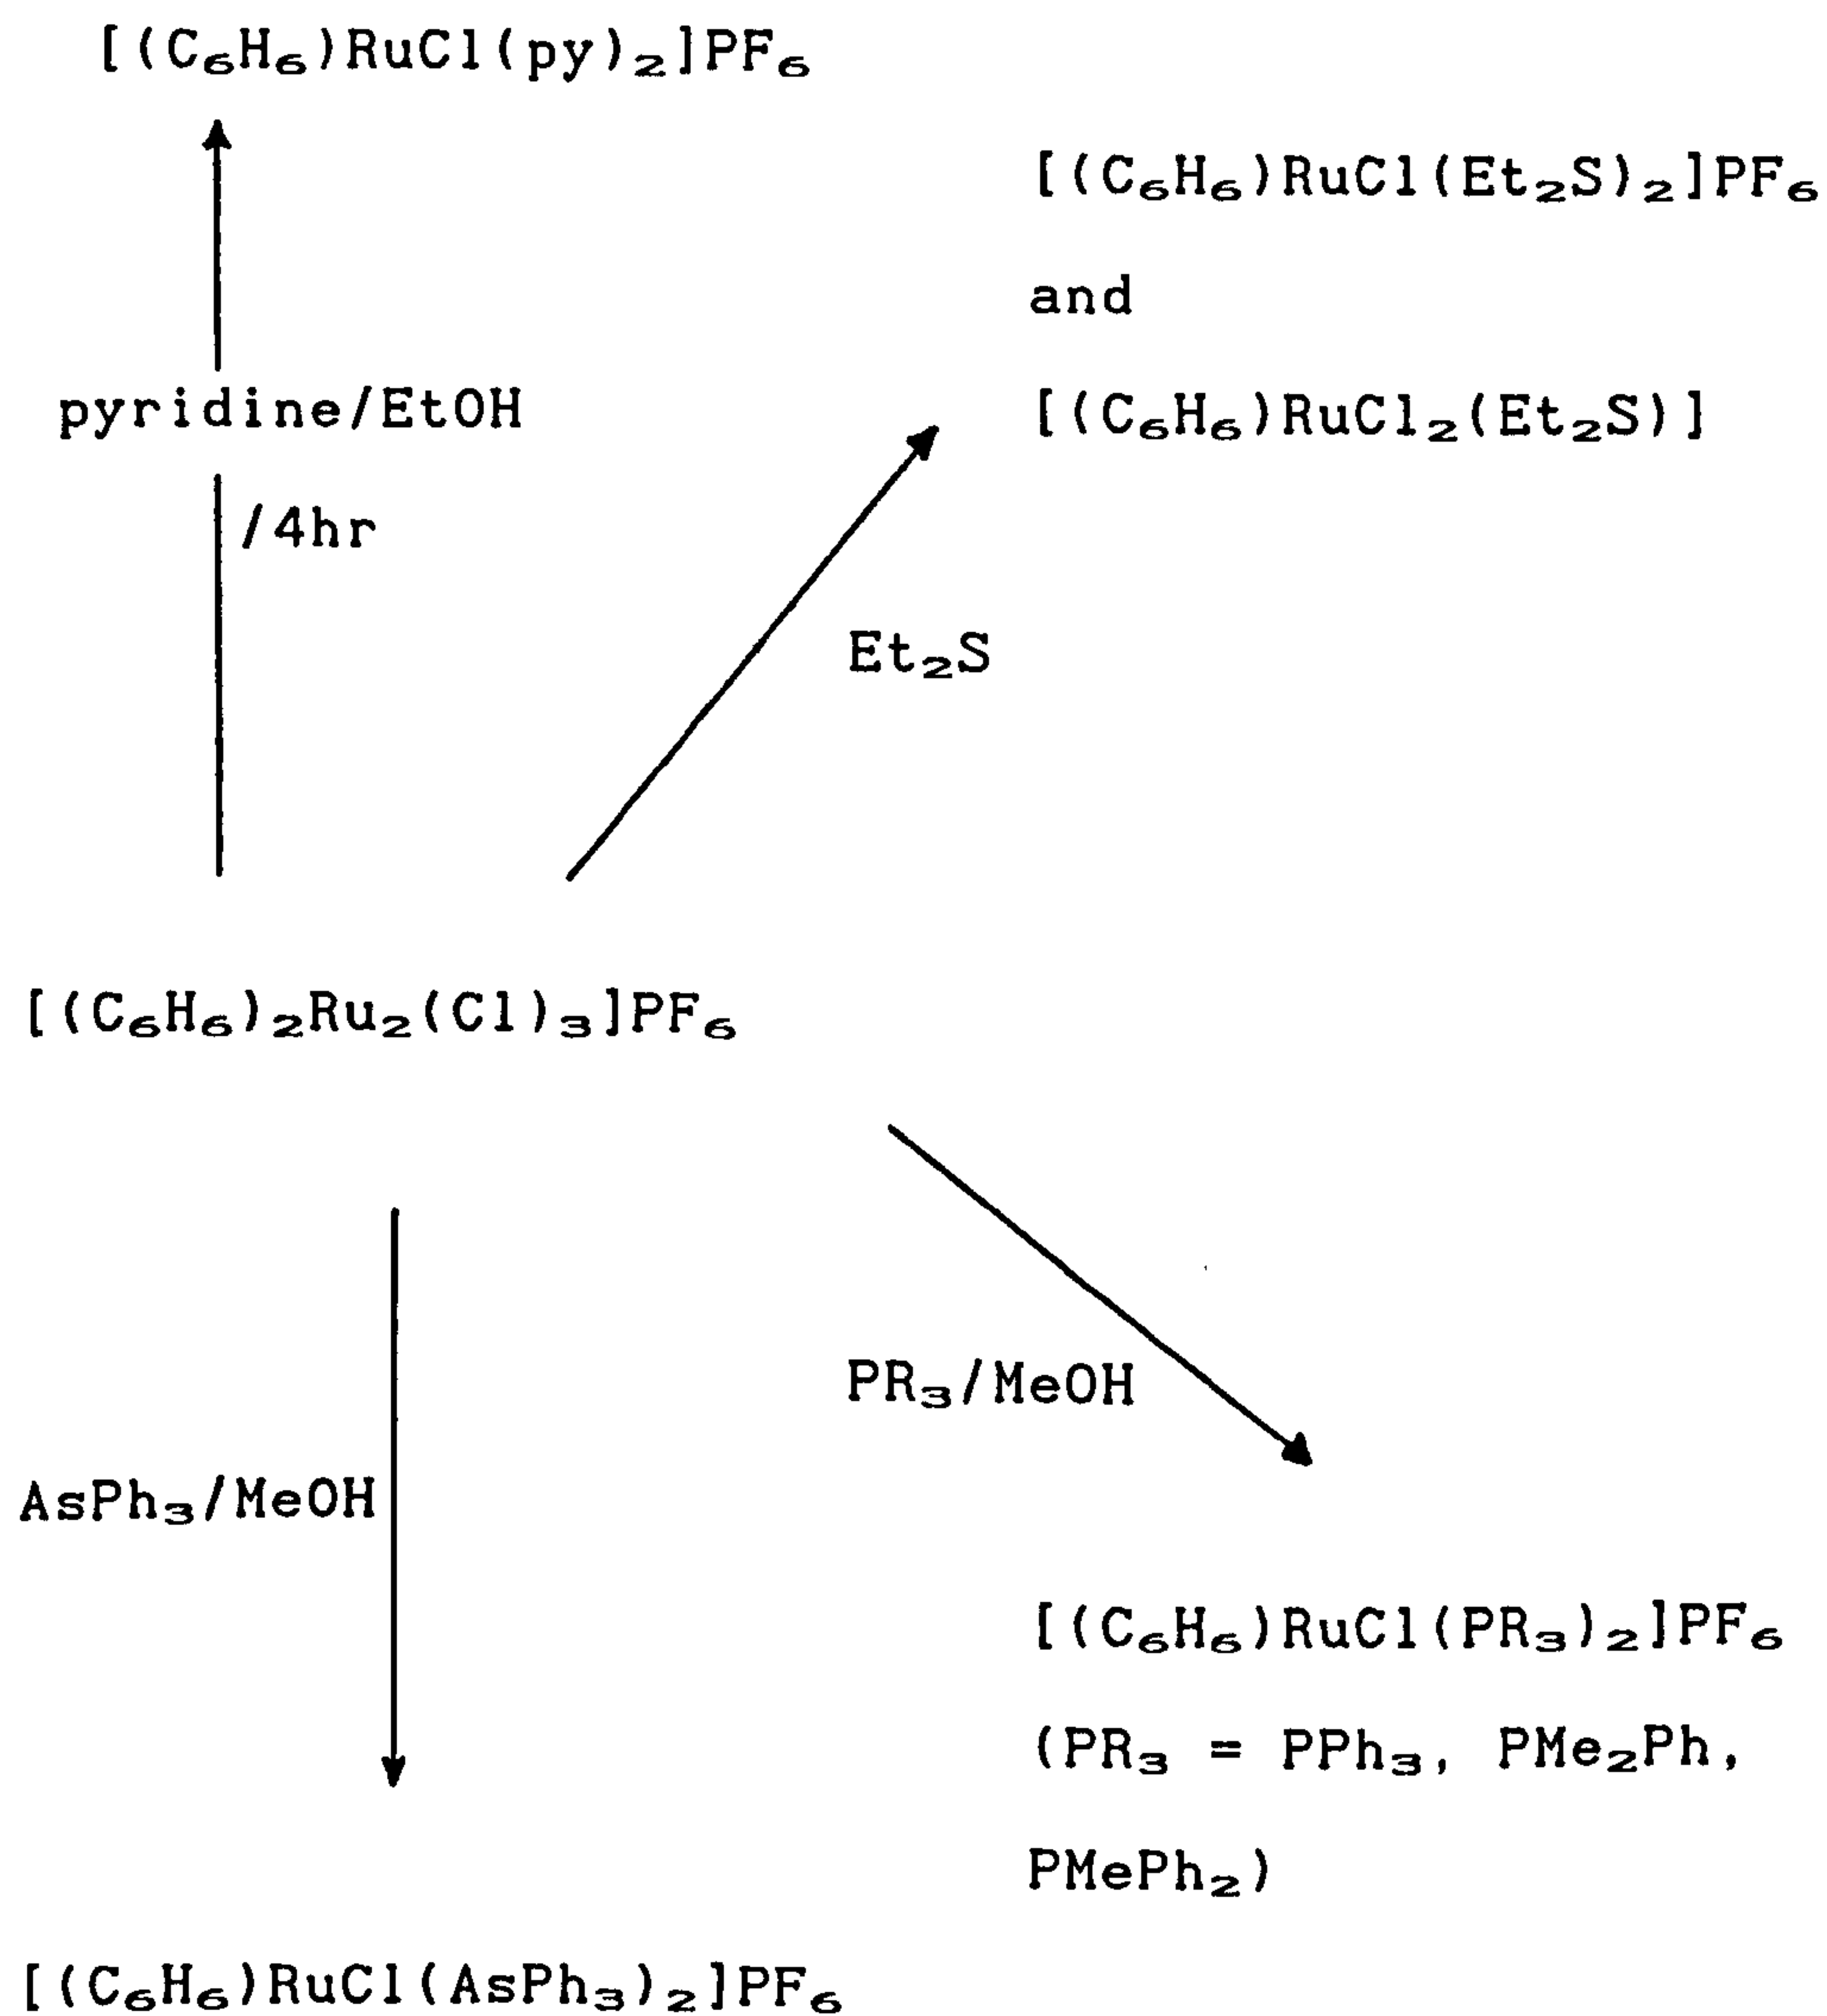 [(C₆H₆)RuCl(py)₂]PF₆
[(C₆H₆)RuCl(Et₂S)₂]PF₆
and
[(C₆H₆)RuCl₂(Et₂S)]
pyridine/EtOH
/4hr
Et₂S
[(C₆H₆)₂Ru₂(Cl)₃]PF₆
PR₃/MeOH
AsPh₃/MeOH
[(C₆H₆)RuCl(PR₃)₂]PF₆
(PR₃ = PPh₃, PMe₂Ph,
PMePh₂)
[(C₆H₆)RuCl(AsPh₃)₂]PF₆